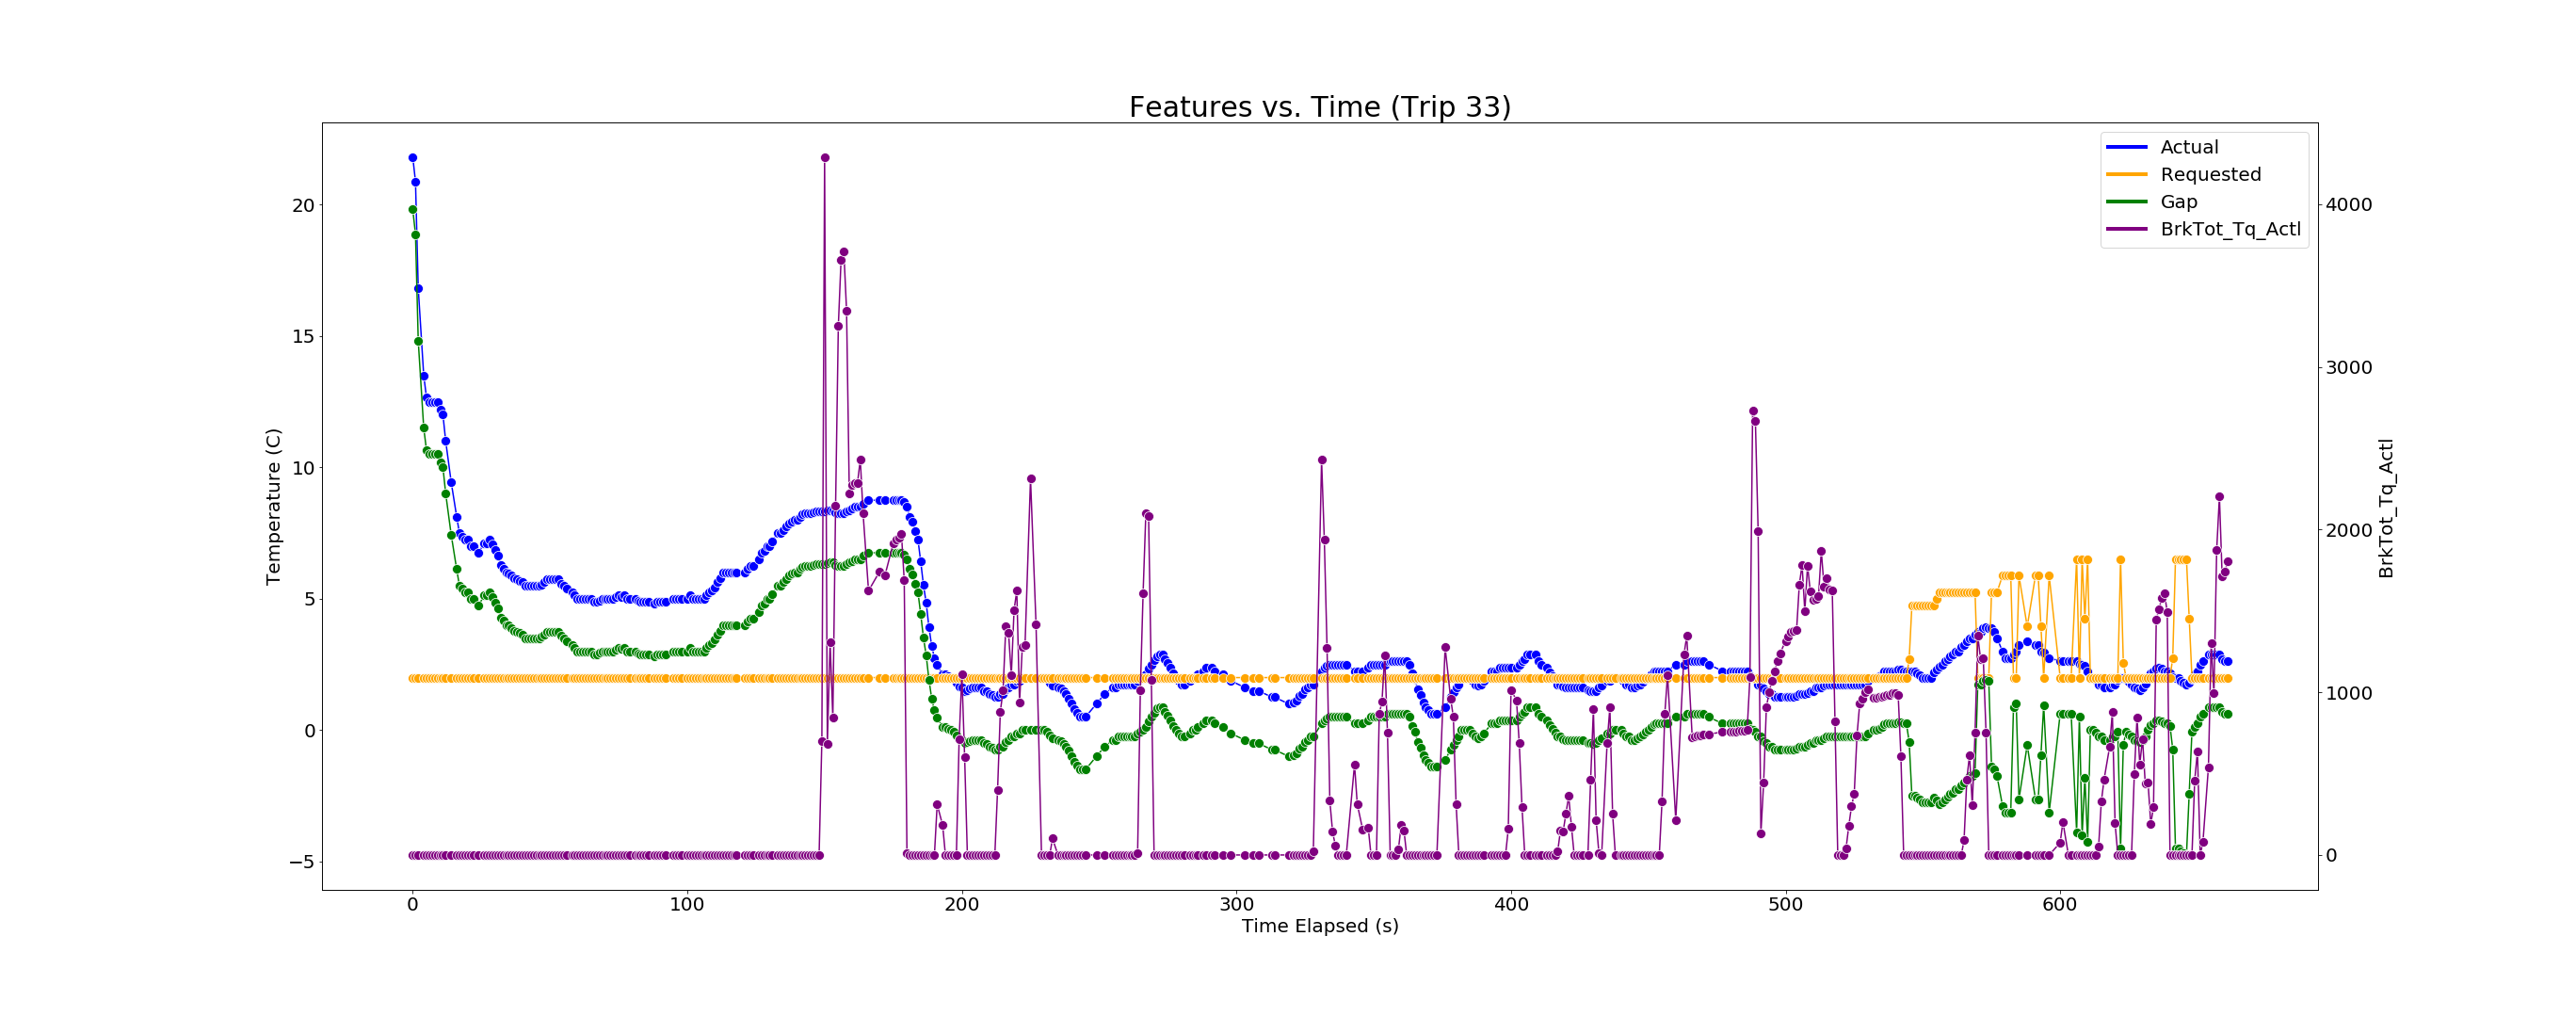 Features vs. Time (Trip 33)
Actual
Requested
Gap
BrkTot_Tq_Actl
Temperature (C)
20
15
10
5
0
−5
4000
3000
2000
1000
0
BrkTot_Tq_Actl
0 100 200 300 400 500 600
Time Elapsed (s)